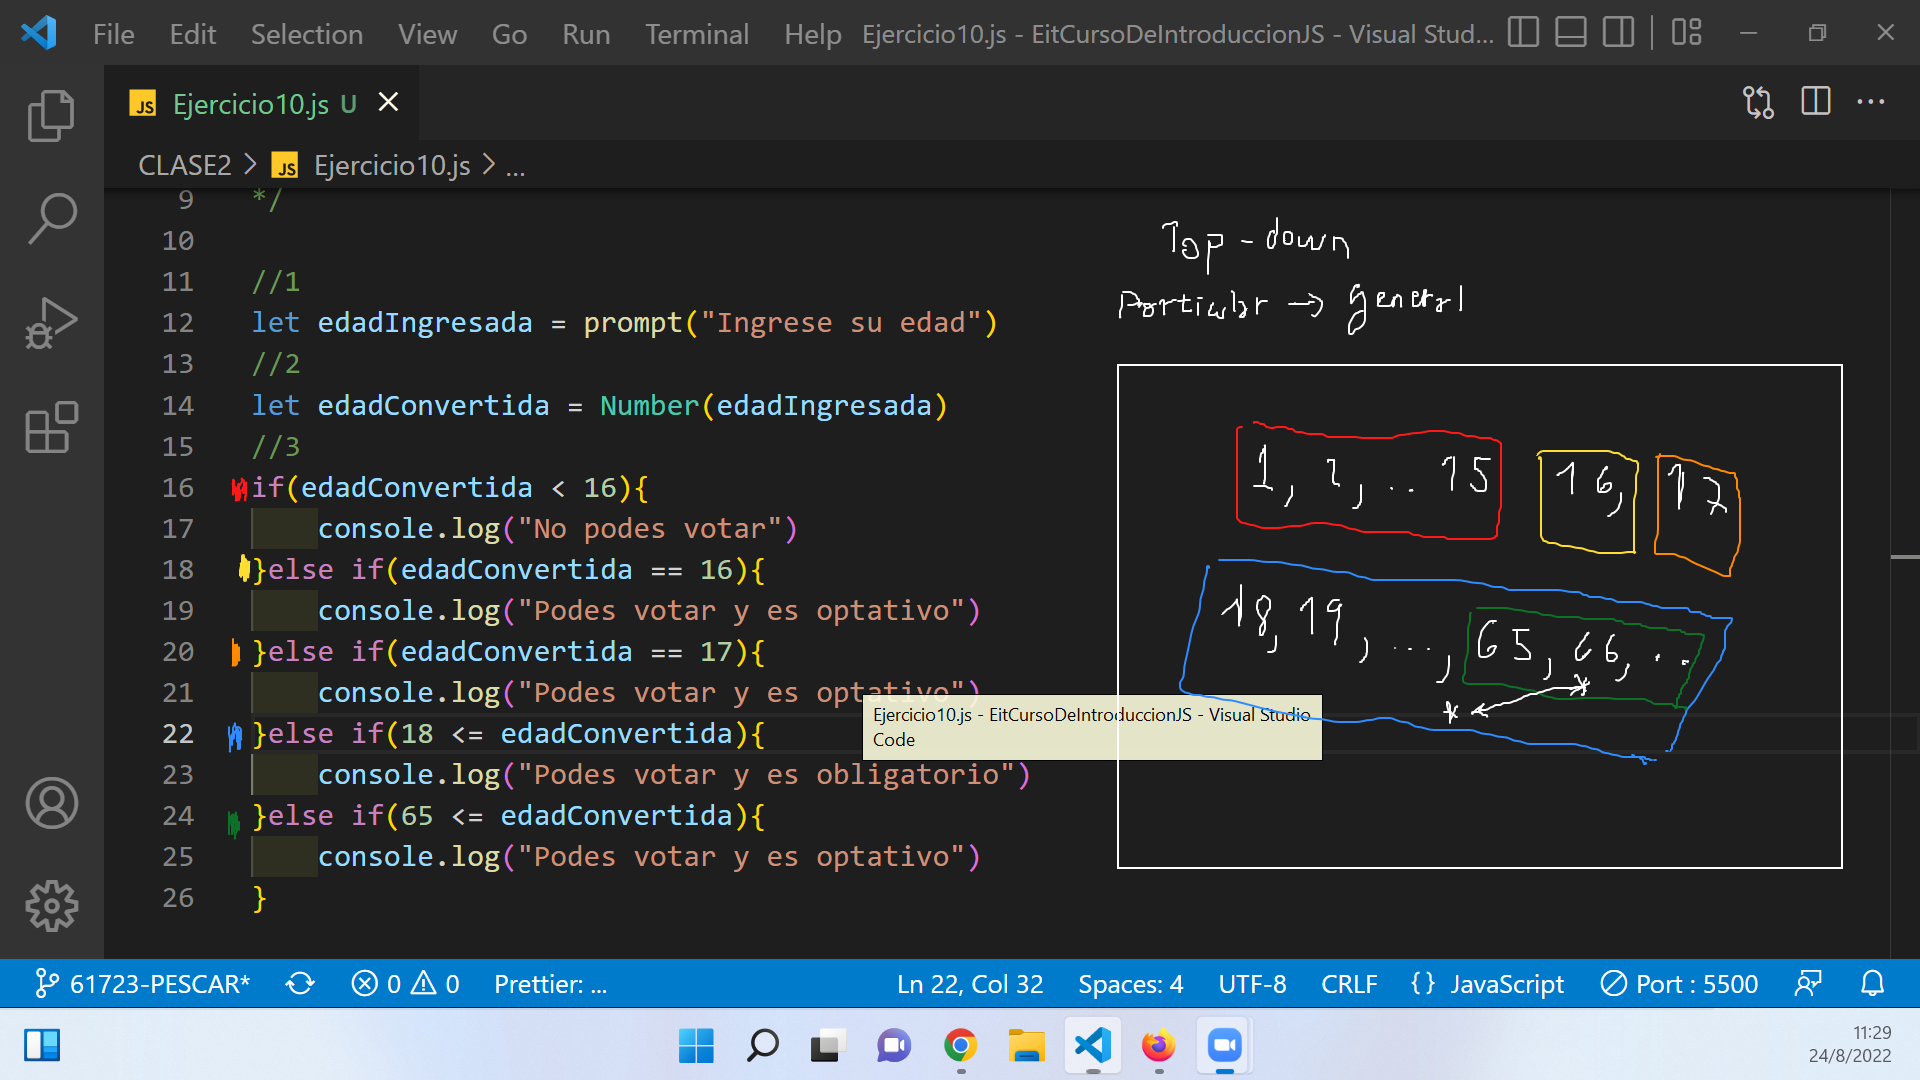 File Edit Selection View Go Run Terminal Help Ejercicio10.js - EitCursoDeIntroduccionJS - Visual Stud...
JS Ejercicio10.js U
CLASE2 > JS Ejercicio10.js > ...
9 */
10
11 //1
12 let edadIngresada = prompt("Ingrese su edad")
13 //2
14 let edadConvertida = Number(edadIngresada)
15 //3
16 if(edadConvertida < 16){
17 console.log("No podes votar")
18 }else if(edadConvertida == 16){
19 console.log("Podes votar y es optativo")
20 }else if(edadConvertida == 17){
21 console.log("Podes votar y es optativo")
22 }else if(18 <= edadConvertida){
23 console.log("Podes votar y es obligatorio")
24 }else if(65 <= edadConvertida){
25 console.log("Podes votar y es optativo")
26 }
Top - down
Particular → general
1, 2, .. 15 16, 17
18, 19, ..., 65, 66, ..
Ejercicio10.js - EitCursoDeIntroduccionJS - Visual Studio
Code
61723-PESCAR* 0 0 Prettier: ... Ln 22, Col 32 Spaces: 4 UTF-8 CRLF {} JavaScript Port : 5500
11:29
24/8/2022